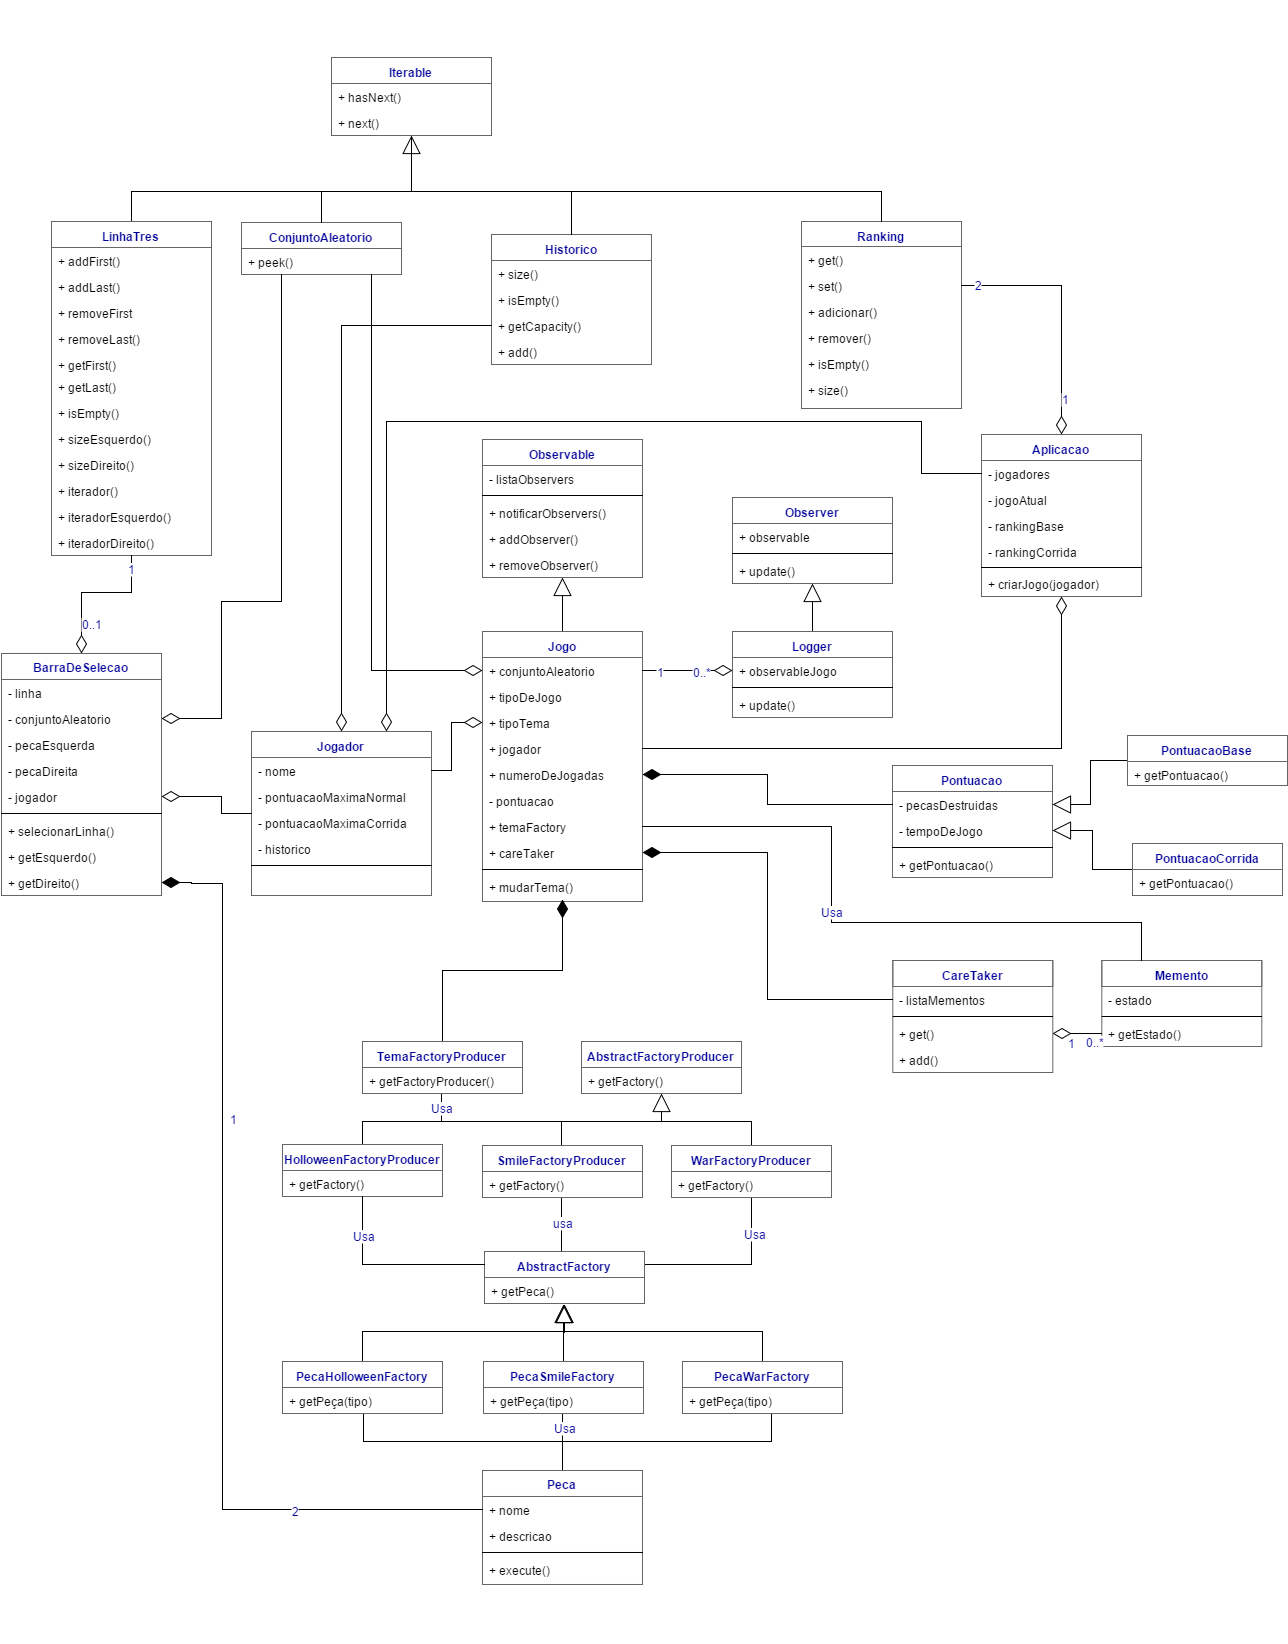 Iterable
+ hasNext()
+ next()
LinhaTres
+ addFirst()
+ addLast()
+ removeFirst
+ removeLast()
+ getFirst()
+ getLast()
+ isEmpty()
+ sizeEsquerdo()
+ sizeDireito()
+ iterador()
+ iteradorEsquerdo()
+ iteradorDireito()
ConjuntoAleatorio
+ peek()
Historico
+ size()
+ isEmpty()
+ getCapacity()
+ add()
Ranking
+ get()
+ set()
+ adicionar()
+ remover()
+ isEmpty()
+ size()
2
1
Aplicacao
- jogadores
- jogoAtual
- rankingBase
- rankingCorrida
+ criarJogo(jogador)
Observable
- listaObservers
+ notificarObservers()
+ addObserver()
+ removeObserver()
Observer
+ observable
+ update()
1
0..1
BarraDeSelecao
- linha
- conjuntoAleatorio
- pecaEsquerda
- pecaDireita
- jogador
+ selecionarLinha()
+ getEsquerdo()
+ getDireito()
Jogador
- nome
- pontuacaoMaximaNormal
- pontuacaoMaximaCorrida
- historico
Jogo
+ conjuntoAleatorio
+ tipoDeJogo
+ tipoTema
+ jogador
+ numeroDeJogadas
- pontuacao
+ temaFactory
+ careTaker
+ mudarTema()
1
0..*
Logger
+ observableJogo
+ update()
Pontuacao
- pecasDestruidas
- tempoDeJogo
+ getPontuacao()
PontuacaoBase
+ getPontuacao()
PontuacaoCorrida
+ getPontuacao()
Usa
CareTaker
- listaMementos
+ get()
+ add()
1
0..*
Memento
- estado
+ getEstado()
TemaFactoryProducer
+ getFactoryProducer()
AbstractFactoryProducer
+ getFactory()
Usa
1
HolloweenFactoryProducer
+ getFactory()
SmileFactoryProducer
+ getFactory()
WarFactoryProducer
+ getFactory()
Usa
usa
Usa
AbstractFactory
+ getPeca()
PecaHolloweenFactory
+ getPeça(tipo)
PecaSmileFactory
+ getPeça(tipo)
PecaWarFactory
+ getPeça(tipo)
Usa
2
Peca
+ nome
+ descricao
+ execute()